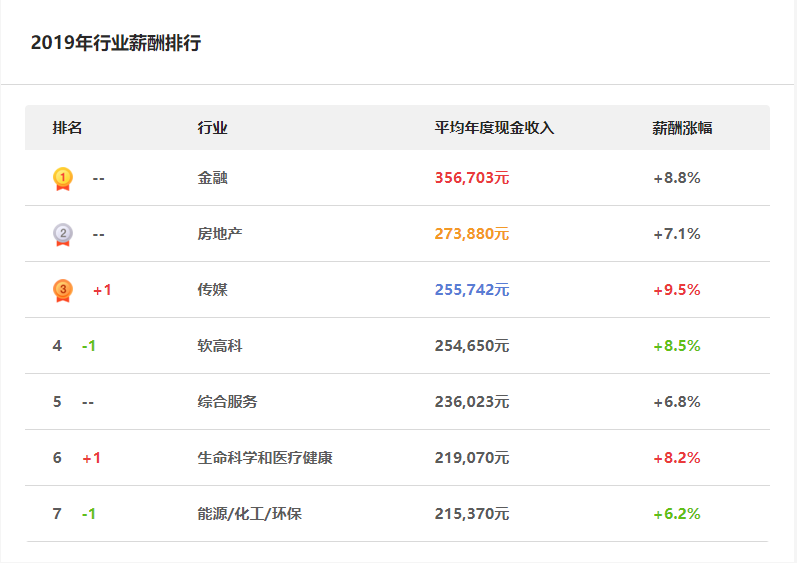 2019年行业薪酬排行
排名 行业 平均年度现金收入 薪酬涨幅
1 -- 金融 356,703元 +8.8%
2 -- 房地产 273,880元 +7.1%
3 +1 传媒 255,742元 +9.5%
4 -1 软高科 254,650元 +8.5%
5 -- 综合服务 236,023元 +6.8%
6 +1 生命科学和医疗健康 219,070元 +8.2%
7 -1 能源/化工/环保 215,370元 +6.2%